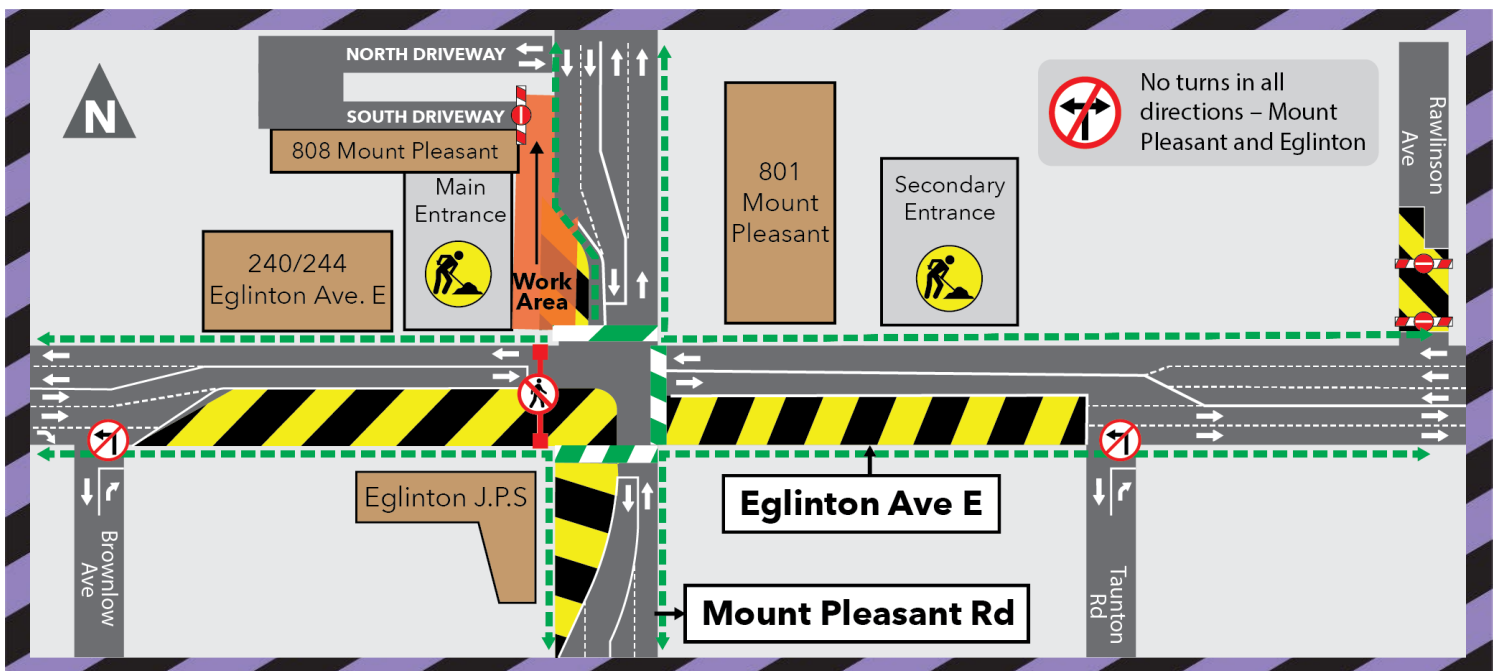 NORTH DRIVEWAY
SOUTH DRIVEWAY
N
808 Mount Pleasant
Main
Entrance
240/244
Eglinton Ave. E
Work
Area
801
Mount
Pleasant
Secondary
Entrance
No turns in all
directions – Mount
Pleasant and Eglinton
Rawlinson
Ave
Eglinton J.P.S
Eglinton Ave E
Mount Pleasant Rd
Brownlow
Ave
Taunton
Rd